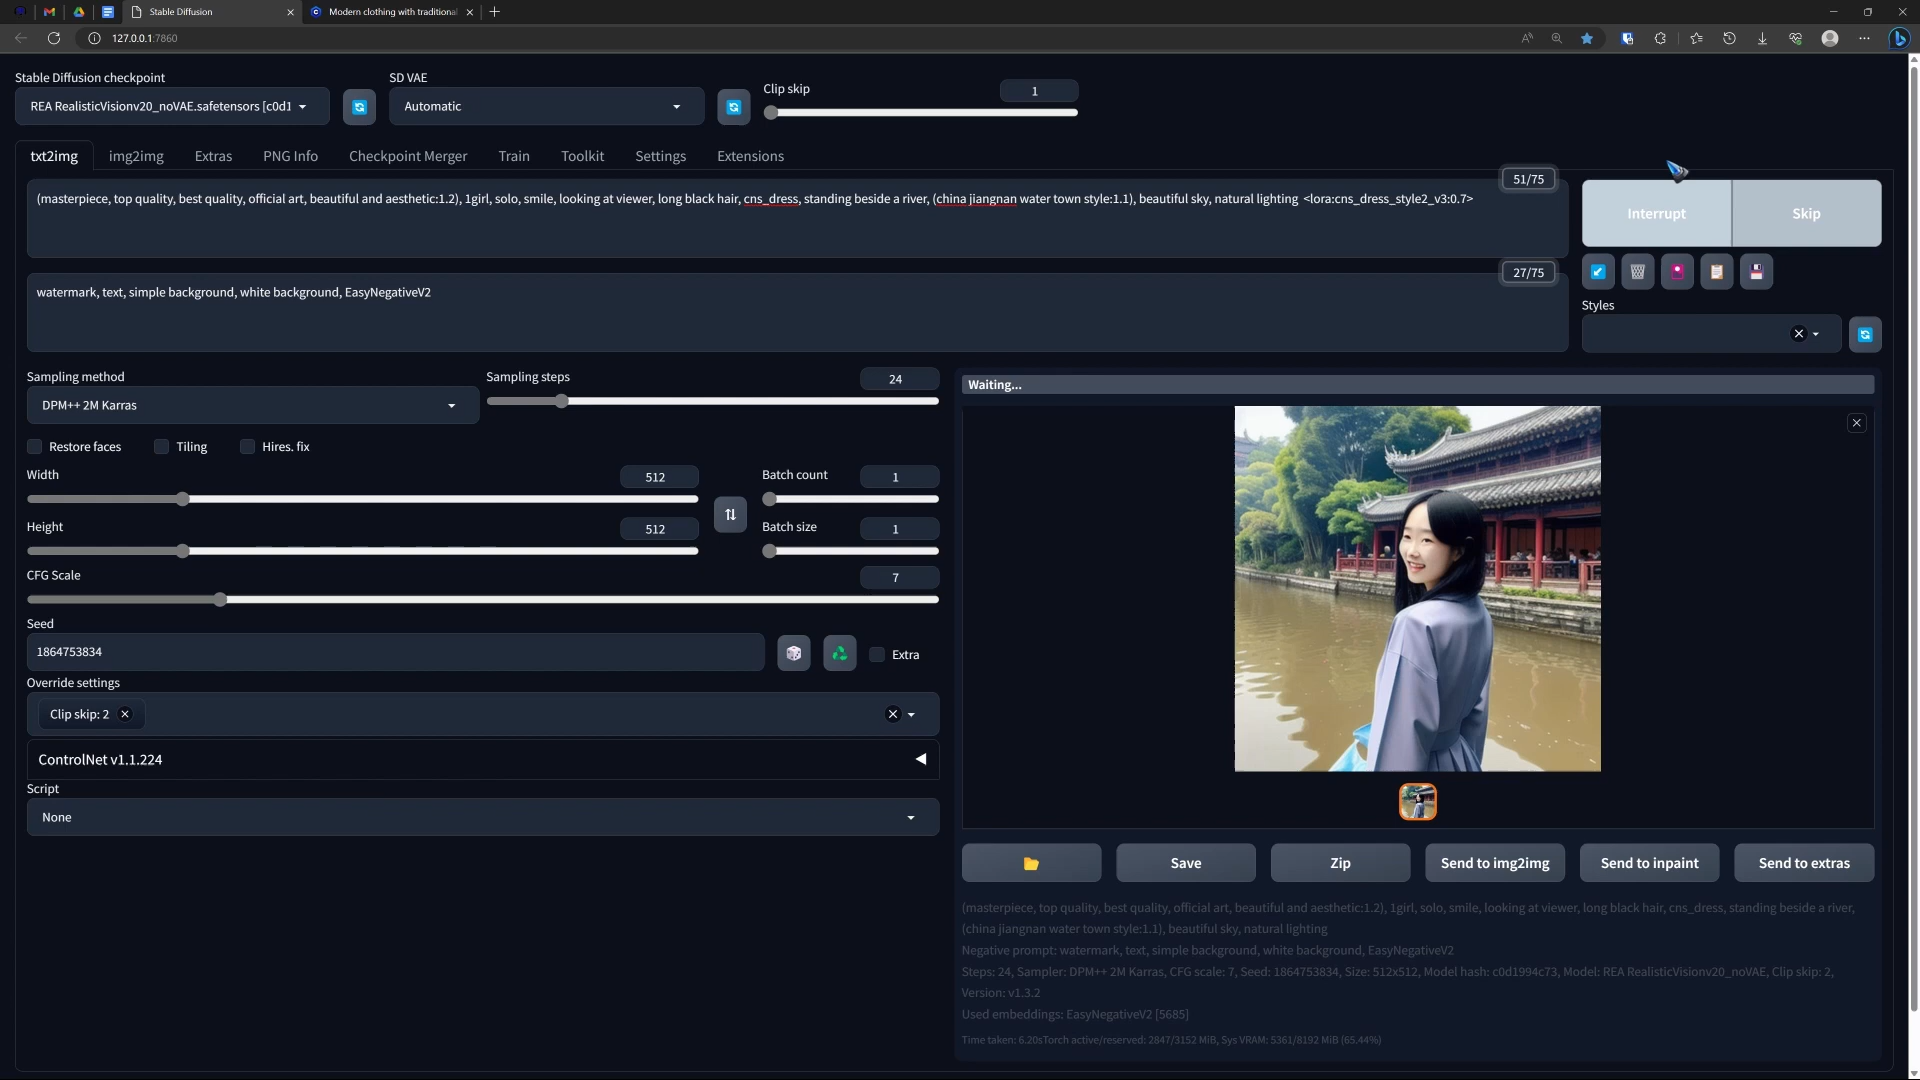 Stable Diffusion
Modern clothing with traditional
127.0.0.1:7860
Stable Diffusion checkpoint
SD VAE
Clip skip
1
REA RealisticVisionv20_noVAE.safetensors [c0d1
Automatic
txt2img
img2img
Extras
PNG Info
Checkpoint Merger
Train
Toolkit
Settings
Extensions
51/75
(masterpiece, top quality, best quality, official art, beautiful and aesthetic:1.2), 1girl, solo, smile, looking at viewer, long black hair, cns_dress, standing beside a river, (china jiangnan water town style:1.1), beautiful sky, natural lighting <lora:cns_dress_style2_v3:0.7>
Interrupt
Skip
27/75
watermark, text, simple background, white background, EasyNegativeV2
Styles
Sampling method
Sampling steps
24
DPM++ 2M Karras
Waiting...
Restore faces
Tiling
Hires. fix
Width
512
Batch count
1
Height
512
Batch size
1
CFG Scale
7
Seed
1864753834
Extra
Override settings
Clip skip: 2
ControlNet v1.1.224
Script
None
Save
Zip
Send to img2img
Send to inpaint
Send to extras
(masterpiece, top quality, best quality, official art, beautiful and aesthetic:1.2), 1girl, solo, smile, looking at viewer, long black hair, cns_dress, standing beside a river,
(china jiangnan water town style:1.1), beautiful sky, natural lighting
Negative prompt: watermark, text, simple background, white background, EasyNegativeV2
Steps: 24, Sampler: DPM++ 2M Karras, CFG scale: 7, Seed: 1864753834, Size: 512x512, Model hash: c0d1994c73, Model: REA RealisticVisionv20_noVAE, Clip skip: 2,
Version: v1.3.2
Used embeddings: EasyNegativeV2 [5685]
Time taken: 6.20sTorch active/reserved: 2847/3152 MiB, Sys VRAM: 5361/8192 MiB (65.44%)